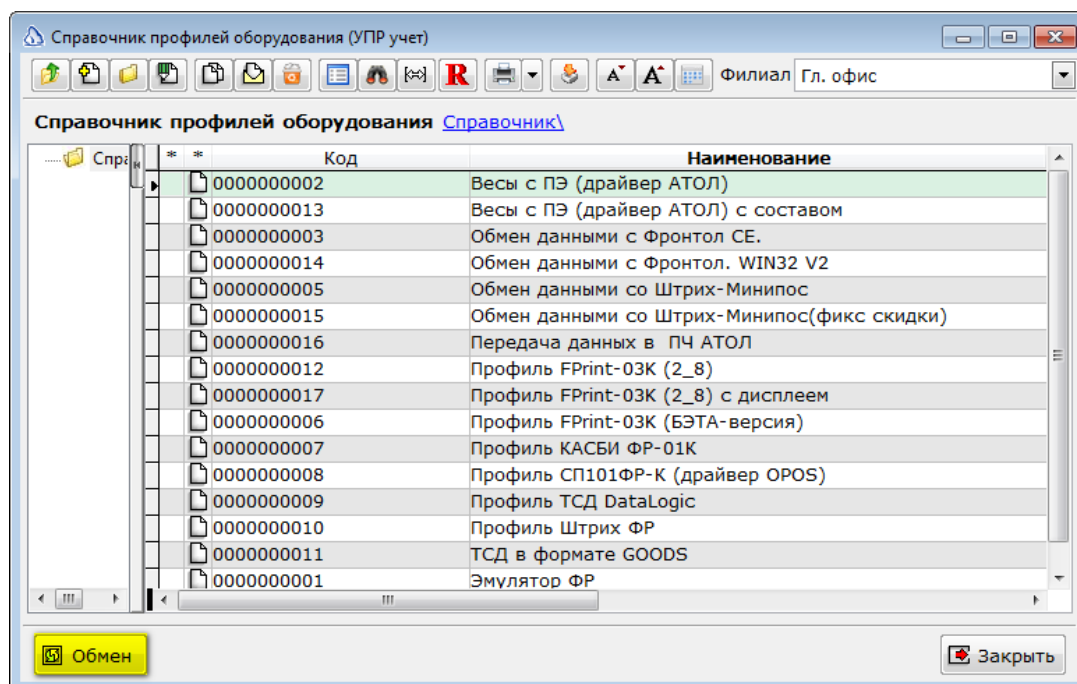 Справочник профилей оборудования (УПР учет)
R A A Филиал Гл. офис
Справочник профилей оборудования Справочник\
Спра * * Код Наименование
0000000002 Весы с ПЭ (драйвер АТОЛ)
0000000013 Весы с ПЭ (драйвер АТОЛ) с составом
0000000003 Обмен данными с Фронтол CE.
0000000014 Обмен данными с Фронтол. WIN32 V2
0000000005 Обмен данными со Штрих-Минипос
0000000015 Обмен данными со Штрих-Минипос(фикс скидки)
0000000016 Передача данных в  ПЧ АТОЛ
0000000012 Профиль FPrint-03K (2_8)
0000000017 Профиль FPrint-03K (2_8) с дисплеем
0000000006 Профиль FPrint-03K (БЭТА-версия)
0000000007 Профиль КАСБИ ФР-01К
0000000008 Профиль СП101ФР-К (драйвер OPOS)
0000000009 Профиль ТСД DataLogic
0000000010 Профиль Штрих ФР
0000000011 ТСД в формате GOODS
0000000001 Эмулятор ФР
Обмен Закрыть